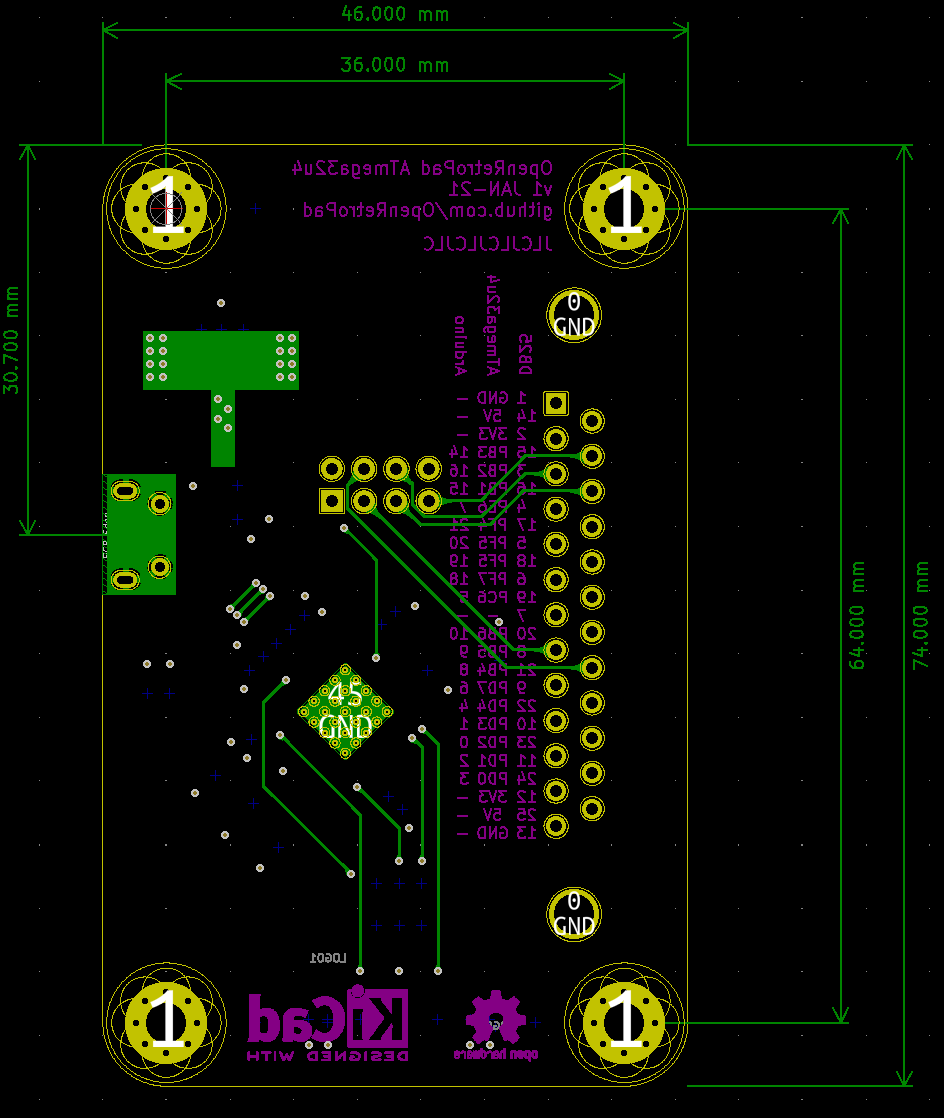 46.000 mm
36.000 mm
OpenRetroPad ATmega32u4
v1 JAN-21
github.com/OpenRetroPad
JLCJLCJLCJLC
1
1
0
GND
30.700 mm
DB25 ATmega32u4 Arduino
1 GND -
14 5V -
2 3V3 -
15 PB3 14
3 PB2 16
16 PB1 15
4 PE6 7
17 PF4 21
5 PF5 20
18 PF6 19
6 PF7 18
19 PC6 5
7 - -
20 PB6 10
8 PB5 9
21 PB4 8
9 PD7 6
22 PD4 4
10 PD3 1
23 PD2 0
11 PD1 2
24 PD0 3
12 3V3 -
25 5V -
13 GND -
45
GND
64.000 mm
74.000 mm
0
GND
LOGO1
1
KiCad
DESIGNED WITH
open hardware
1